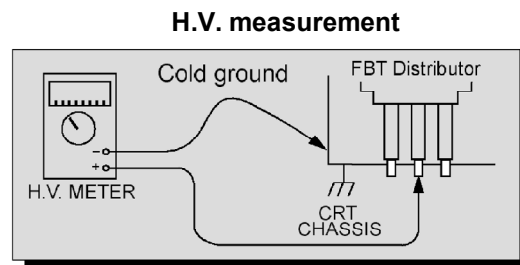 H.V. measurement
Cold ground
FBT Distributor
-
+
H.V. METER
CRT
CHASSIS